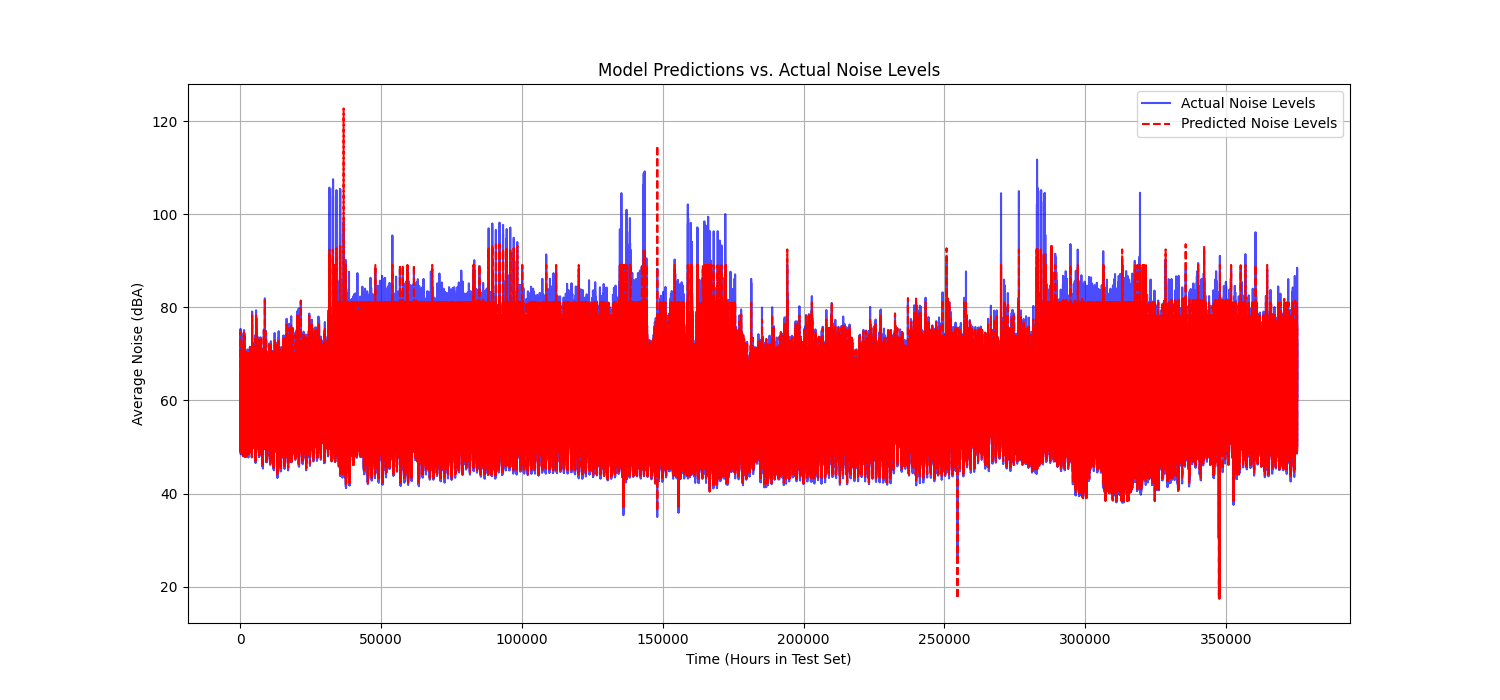 Model Predictions vs. Actual Noise Levels
Actual Noise Levels
Predicted Noise Levels
Average Noise (dBA)
120
100
80
60
40
20
0 50000 100000 150000 200000 250000 300000 350000
Time (Hours in Test Set)